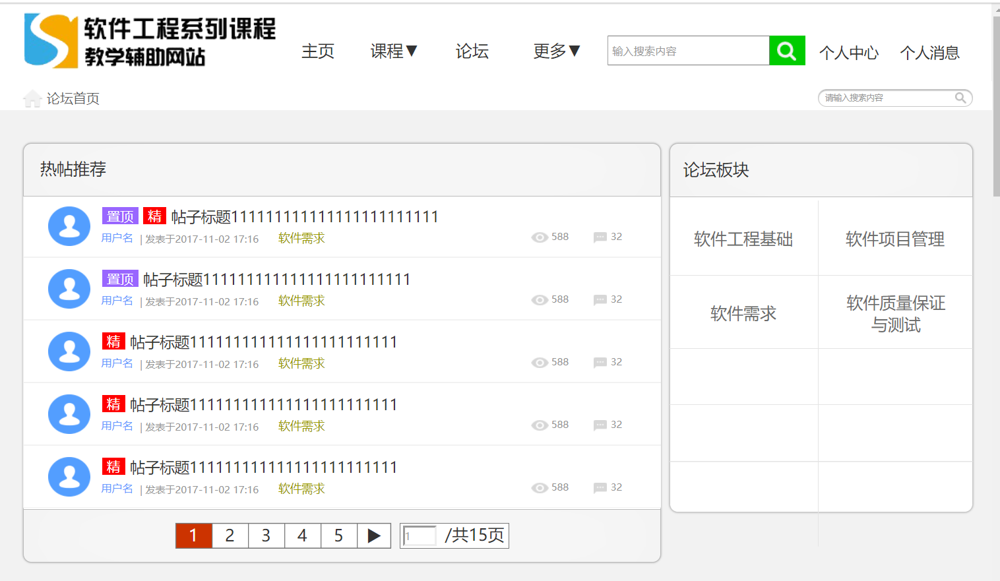 软件工程系列课程
教学辅助网站
主页 课程▼ 论坛 更多▼ 输入搜索内容 个人中心 个人消息
论坛首页 请输入搜索内容
热帖推荐
置顶 精 帖子标题111111111111111111111111
用户名 | 发表于2017-11-02 17:16 软件需求 588 32
置顶 帖子标题111111111111111111111111
用户名 | 发表于2017-11-02 17:16 软件需求 588 32
精 帖子标题111111111111111111111111
用户名 | 发表于2017-11-02 17:16 软件需求 588 32
精 帖子标题111111111111111111111111
用户名 | 发表于2017-11-02 17:16 软件需求 588 32
精 帖子标题111111111111111111111111
用户名 | 发表于2017-11-02 17:16 软件需求 588 32
1 2 3 4 5 ▶ 1 /共15页
论坛板块
软件工程基础 软件项目管理
软件需求 软件质量保证
与测试